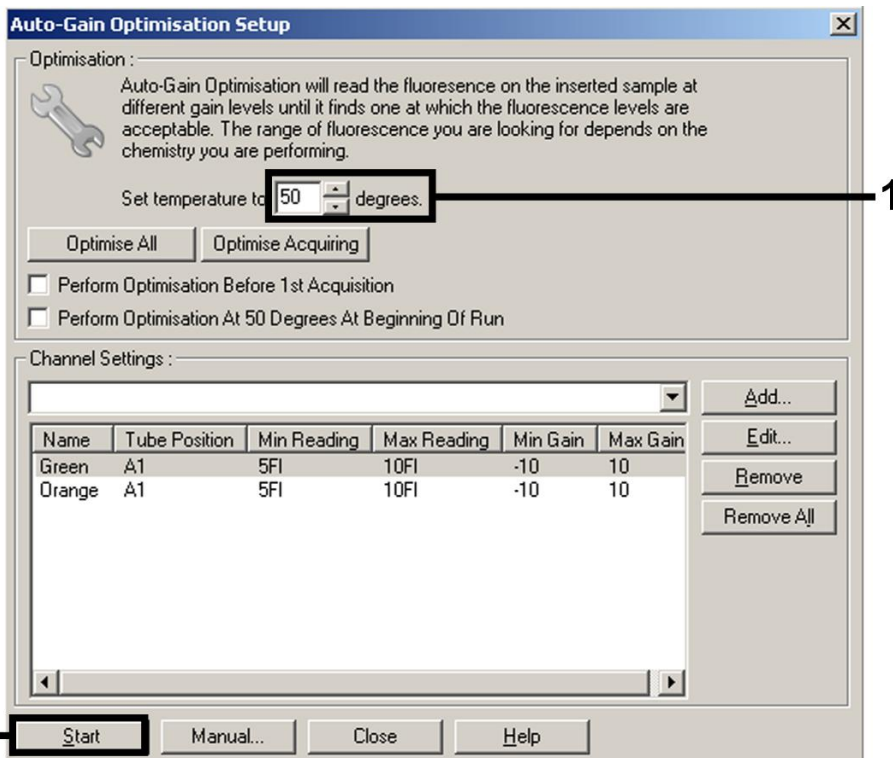 Auto-Gain Optimisation Setup
Optimisation :
Auto-Gain Optimisation will read the fluoresence on the inserted sample at
different gain levels until it finds one at which the fluorescence levels are
acceptable. The range of fluorescence you are looking for depends on the
chemistry you are performing.
Set temperature to 50 degrees. 1
Optimise All Optimise Acquiring
Perform Optimisation Before 1st Acquisition
Perform Optimisation At 50 Degrees At Beginning Of Run
Channel Settings :
Add...
Name Tube Position Min Reading Max Reading Min Gain Max Gain Edit...
Green A1 5Fl 10Fl -10 10
Orange A1 5Fl 10Fl -10 10
Remove
Remove All
Start Manual... Close Help